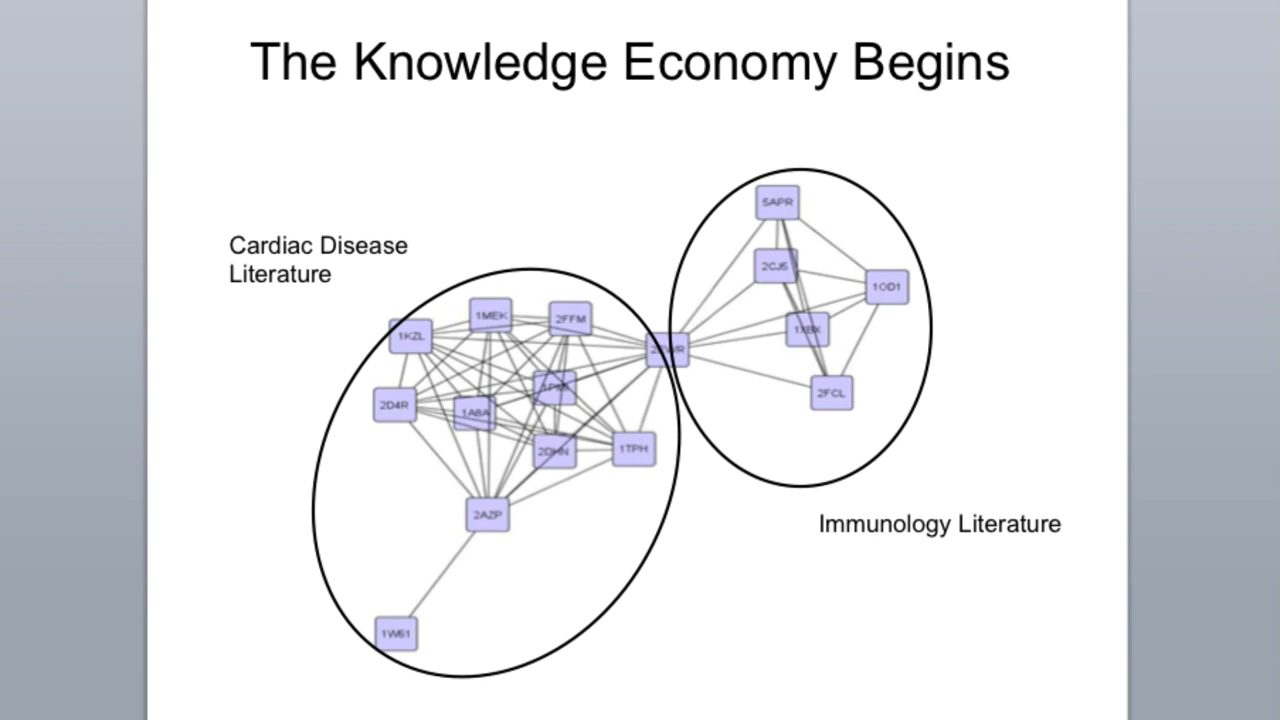 The Knowledge Economy Begins
Cardiac Disease
Literature
Immunology Literature
5APR
2CJ5
1OD1
2FCL
1MEK
2FFM
1KZL
2D4R
1A8A
2DHN
1TPH
2AZP
1W61